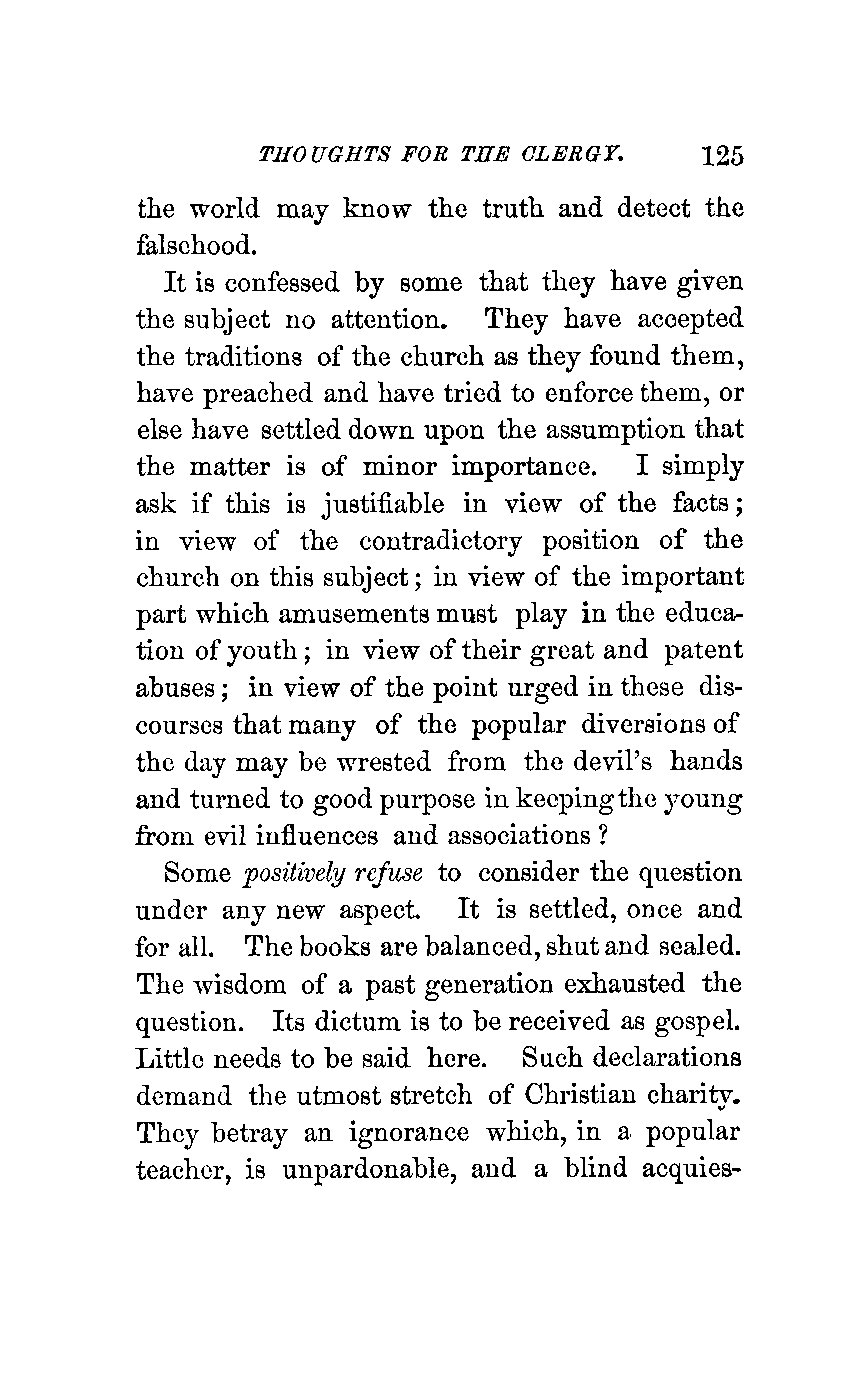 THOUGHTS FOR THE CLERGY. 125
the world may know the truth and detect the
falsehood.
It is confessed by some that they have given
the subject no attention. They have accepted
the traditions of the church as they found them,
have preached and have tried to enforce them, or
else have settled down upon the assumption that
the matter is of minor importance. I simply
ask if this is justifiable in view of the facts;
in view of the contradictory position of the
church on this subject; in view of the important
part which amusements must play in the educa-
tion of youth; in view of their great and patent
abuses; in view of the point urged in these dis-
courses that many of the popular diversions of
the day may be wrested from the devil's hands
and turned to good purpose in keeping the young
from evil influences and associations?
Some positively refuse to consider the question
under any new aspect. It is settled, once and
for all. The books are balanced, shut and sealed.
The wisdom of a past generation exhausted the
question. Its dictum is to be received as gospel.
Little needs to be said here. Such declarations
demand the utmost stretch of Christian charity.
They betray an ignorance which, in a popular
teacher, is unpardonable, and a blind acquies-